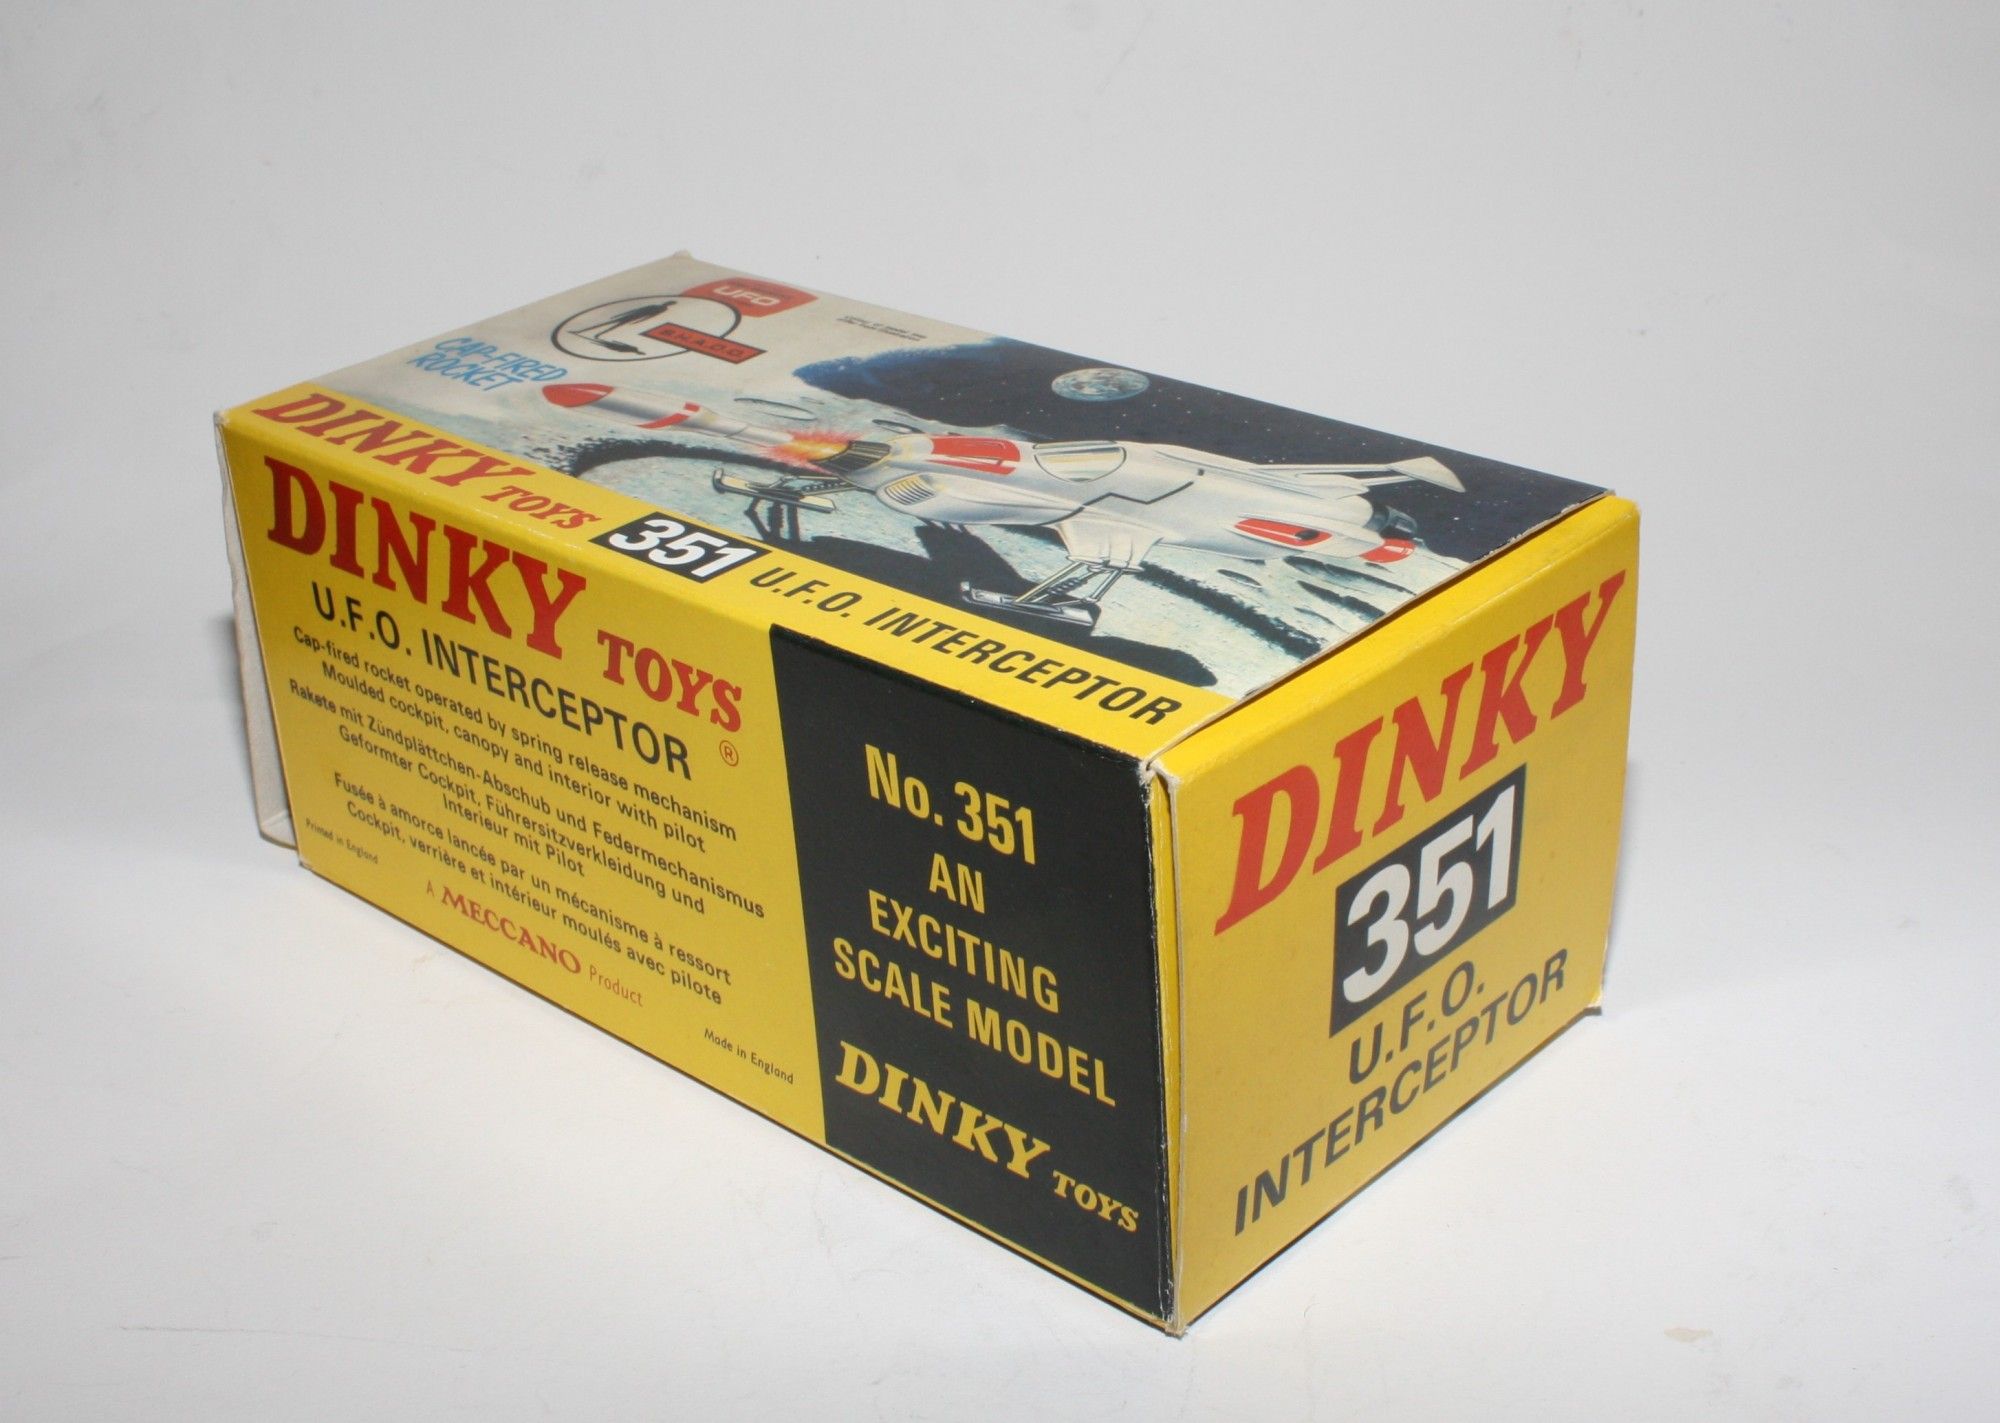 UFO
S.H.A.D.O.
CAP-FIRED
ROCKET
DINKY TOYS 351 U.F.O. INTERCEPTOR
DINKY TOYS
®
U.F.O. INTERCEPTOR
Cap-fired rocket operated by spring release mechanism
Moulded cockpit, canopy and interior with pilot
Rakete mit Zündplättchen-Abschub und Federmechanismus
Geformter Cockpit, Führersitzverkleidung und
Interieur mit Pilot
Fusée à amorce lancée par un mécanisme à ressort
Cockpit, verrière et intérieur moulés avec pilote
Printed in England
A MECCANO Product
Made in England
No. 351
AN
EXCITING
SCALE MODEL
DINKY TOYS
DINKY
351
U.F.O.
INTERCEPTOR